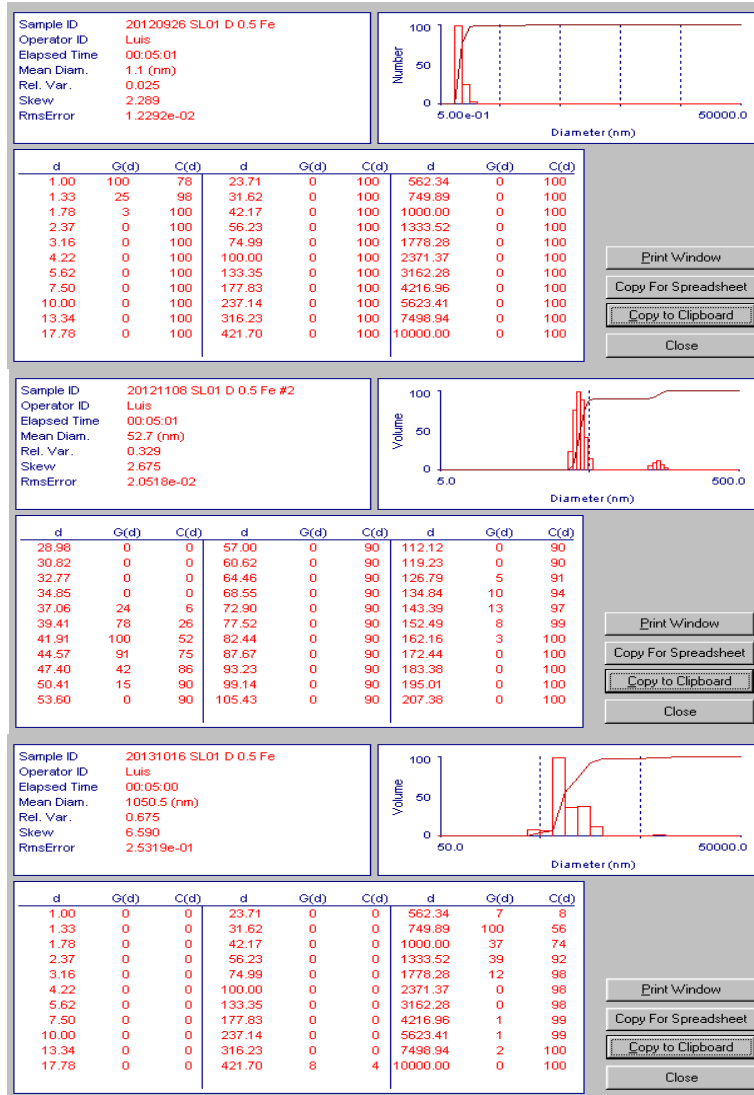 Sample ID 20120926 SL01 D 0.5 Fe
Operator ID Luis
Elapsed Time 00:05:01
Mean Diam. 1.1 (nm)
Rel. Var. 0.025
Skew 2.289
RmsError 1.2292e-02
Number
100
50
0
5.00e-01 50000.0
Diameter (nm)
d G(d) C(d) d G(d) C(d) d G(d) C(d)
1.00 100 78 23.71 0 100 562.34 0 100
1.33 25 98 31.62 0 100 749.89 0 100
1.78 3 100 42.17 0 100 1000.00 0 100
2.37 0 100 56.23 0 100 1333.52 0 100
3.16 0 100 74.99 0 100 1778.28 0 100
4.22 0 100 100.00 0 100 2371.37 0 100
5.62 0 100 133.35 0 100 3162.28 0 100
7.50 0 100 177.83 0 100 4216.96 0 100
10.00 0 100 237.14 0 100 5623.41 0 100
13.34 0 100 316.23 0 100 7498.94 0 100
17.78 0 100 421.70 0 100 10000.00 0 100
Print Window
Copy For Spreadsheet
Copy to Clipboard
Close
Sample ID 20121108 SL01 D 0.5 Fe #2
Operator ID Luis
Elapsed Time 00:05:01
Mean Diam. 52.7 (nm)
Rel. Var. 0.329
Skew 2.675
RmsError 2.0518e-02
Volume
100
50
0
5.0 500.0
Diameter (nm)
d G(d) C(d) d G(d) C(d) d G(d) C(d)
28.98 0 0 57.00 0 90 112.12 0 90
30.82 0 0 60.62 0 90 119.23 0 90
32.77 0 0 64.46 0 90 126.79 5 91
34.85 0 0 68.55 0 90 134.84 10 94
37.06 24 6 72.90 0 90 143.39 13 97
39.41 78 26 77.52 0 90 152.49 8 99
41.91 100 52 82.44 0 90 162.16 3 100
44.57 91 75 87.67 0 90 172.44 0 100
47.40 42 86 93.23 0 90 183.38 0 100
50.41 15 90 99.14 0 90 195.01 0 100
53.60 0 90 105.43 0 90 207.38 0 100
Print Window
Copy For Spreadsheet
Copy to Clipboard
Close
Sample ID 20131016 SL01 D 0.5 Fe
Operator ID Luis
Elapsed Time 00:05:00
Mean Diam. 1050.5 (nm)
Rel. Var. 0.675
Skew 6.590
RmsError 2.5319e-01
Volume
100
50
0
50.0 50000.0
Diameter (nm)
d G(d) C(d) d G(d) C(d) d G(d) C(d)
1.00 0 0 23.71 0 0 562.34 7 8
1.33 0 0 31.62 0 0 749.89 100 56
1.78 0 0 42.17 0 0 1000.00 37 74
2.37 0 0 56.23 0 0 1333.52 39 92
3.16 0 0 74.99 0 0 1778.28 12 98
4.22 0 0 100.00 0 0 2371.37 0 98
5.62 0 0 133.35 0 0 3162.28 0 98
7.50 0 0 177.83 0 0 4216.96 1 99
10.00 0 0 237.14 0 0 5623.41 1 99
13.34 0 0 316.23 0 0 7498.94 2 100
17.78 0 0 421.70 8 4 10000.00 0 100
Print Window
Copy For Spreadsheet
Copy to Clipboard
Close